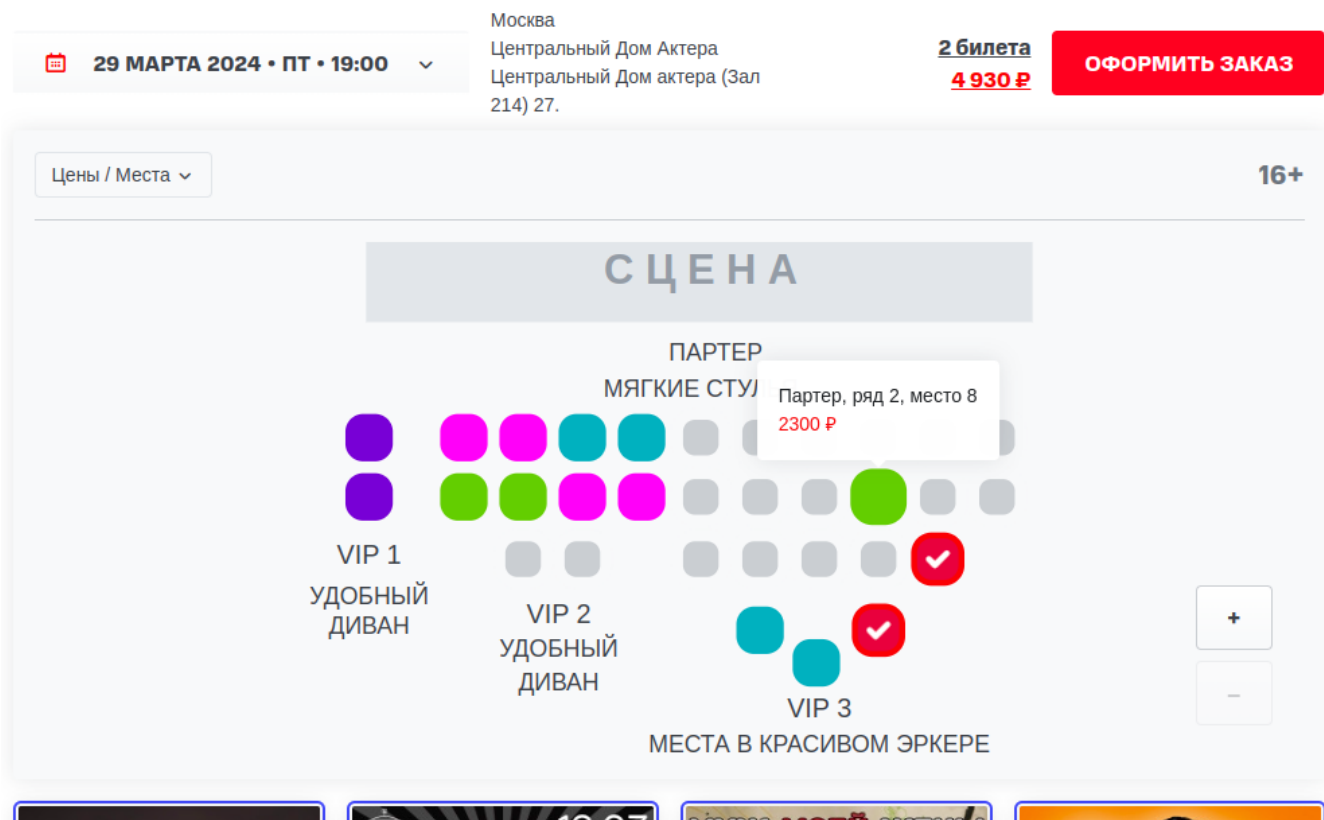 29 МАРТА 2024 • ПТ • 19:00
Москва
Центральный Дом Актера
Центральный Дом актера (Зал
214) 27.
2 билета
4 930 ₽
ОФОРМИТЬ ЗАКАЗ
Цены / Места
16+
СЦЕНА
ПАРТЕР
МЯГКИЕ
Партер, ряд 2, место 8
2300 ₽
VIP 1
УДОБНЫЙ
ДИВАН
VIP 2
УДОБНЫЙ
ДИВАН
VIP 3
МЕСТА В КРАСИВОМ ЭРКЕРЕ
+
−